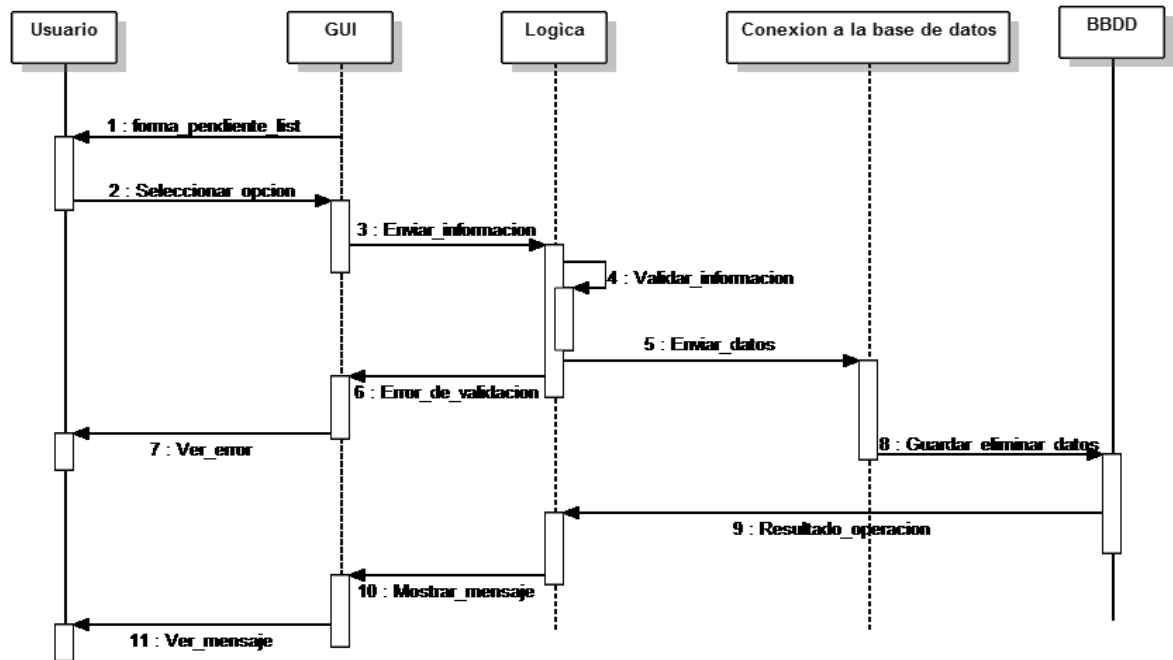 Usuario
GUI
Logìca
Conexion a la base de datos
BBDD
1 : forma_pendiente_list
2 : Seleccionar_opcion
3 : Enviar_informacion
4 : Validar_informacion
5 : Enviar_datos
6 : Error_de_validacion
7 : Ver_error
8 : Guardar_eliminar_datos
9 : Resultado_operacion
10 : Mostrar_mensaje
11 : Ver_mensaje